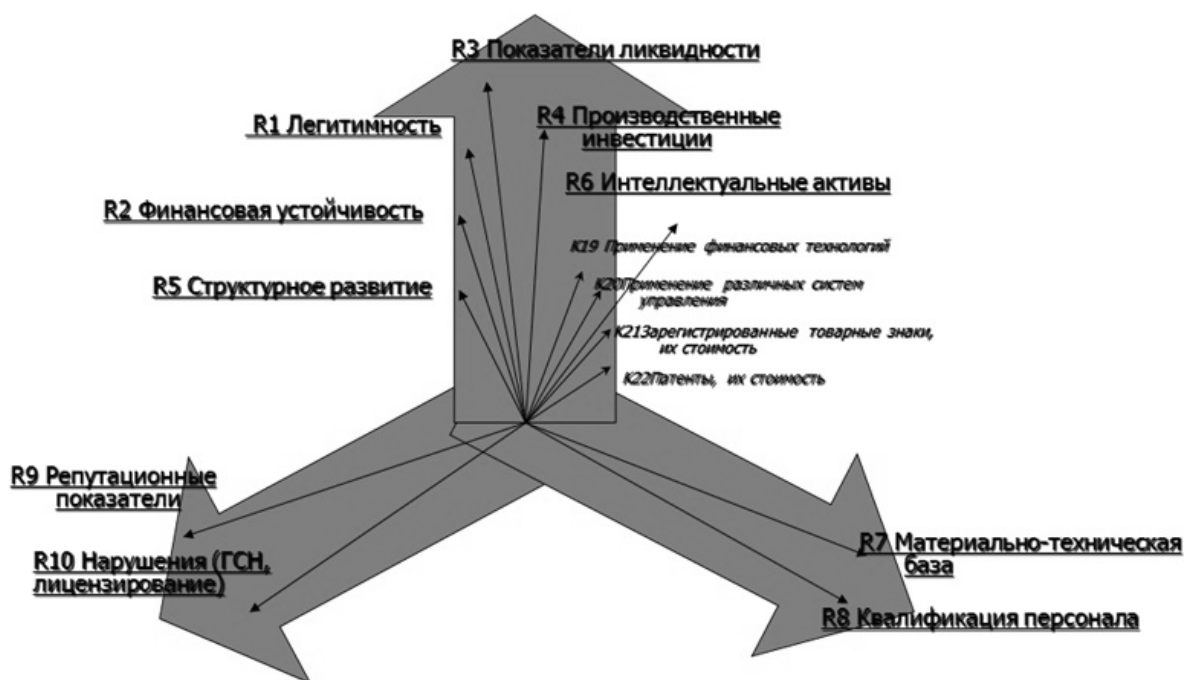 R3 Показатели ликвидности
R1 Легитимность
R4 Производственные
инвестиции
R6 Интеллектуальные активы
R2 Финансовая устойчивость
K19 Применение финансовых технологий
R5 Структурное развитие
K20Применение различных систем
управления
K21Зарегистрированные товарные знаки,
их стоимость
K22Патенты, их стоимость
R9 Репутационные
показатели
R10 Нарушения (ГСН,
лицензирование)
R7 Материально-техническая
база
R8 Квалификация персонала